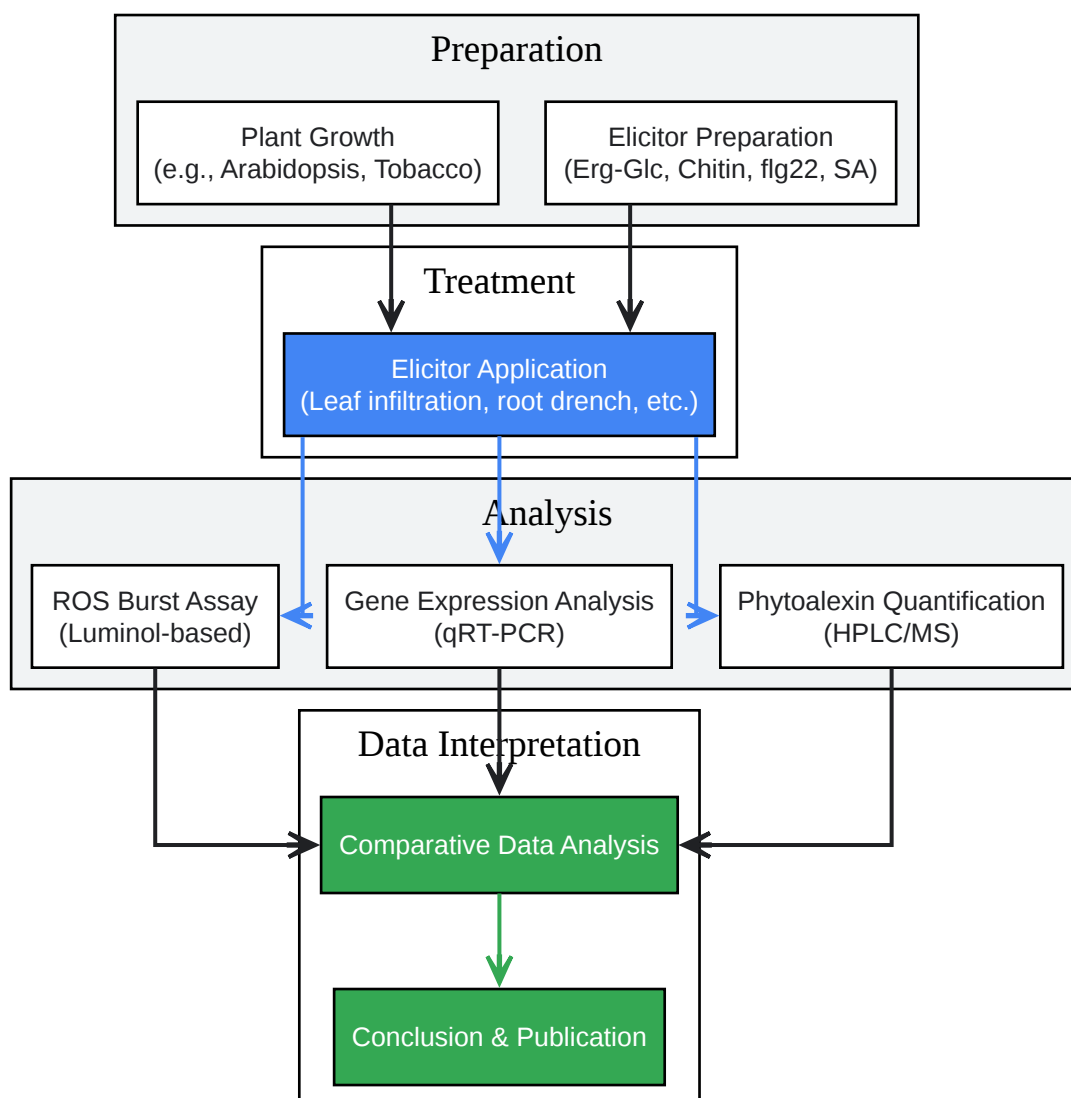 Preparation
Plant Growth
(e.g., Arabidopsis, Tobacco)
Elicitor Preparation
(Erg-Glc, Chitin, flg22, SA)
Treatment
Elicitor Application
(Leaf infiltration, root drench, etc.)
Analysis
ROS Burst Assay
(Luminol-based)
Gene Expression Analysis
(qRT-PCR)
Phytoalexin Quantification
(HPLC/MS)
Data Interpretation
Comparative Data Analysis
Conclusion & Publication